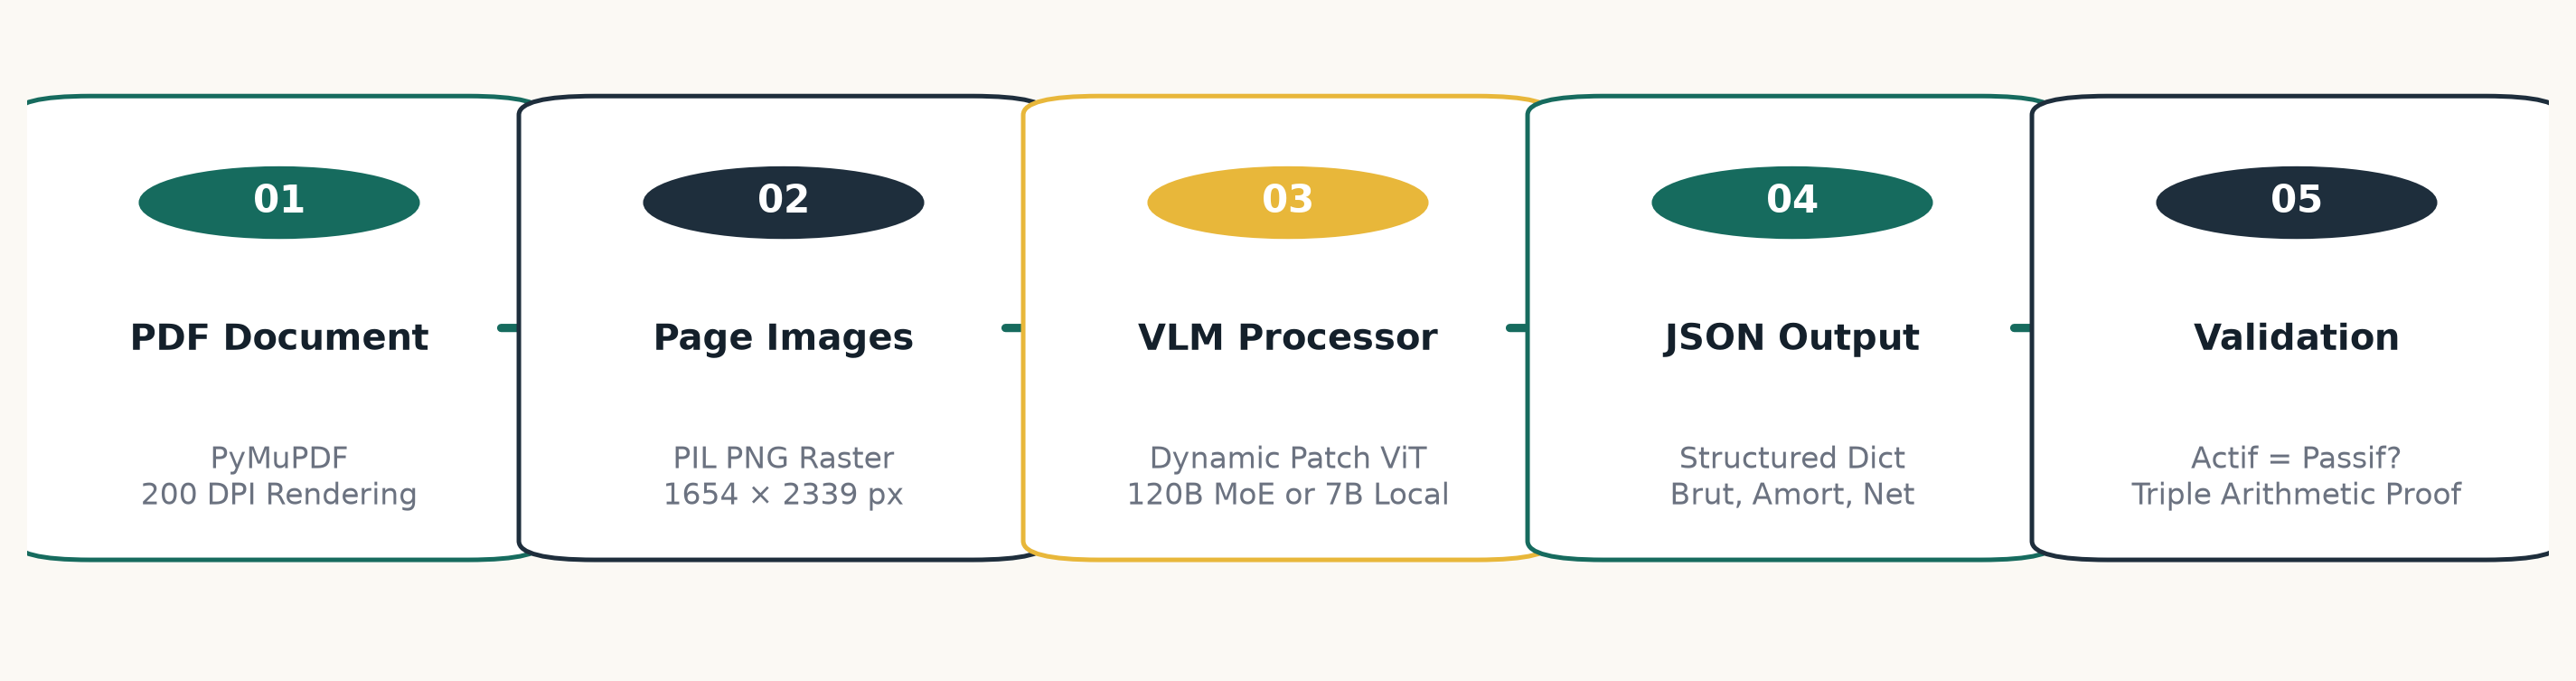 01
PDF Document
PyMuPDF
200 DPI Rendering
02
Page Images
PIL PNG Raster
1654 × 2339 px
03
VLM Processor
Dynamic Patch ViT
120B MoE or 7B Local
04
JSON Output
Structured Dict
Brut, Amort, Net
05
Validation
Actif = Passif?
Triple Arithmetic Proof